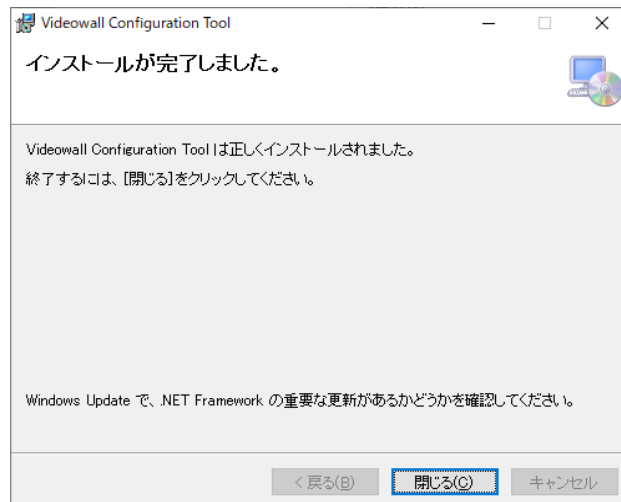 Videowall Configuration Tool
インストールが完了しました。
Videowall Configuration Tool は正しくインストールされました。
終了するには、[閉じる]をクリックしてください。
Windows Update で、.NET Framework の重要な更新があるかどうかを確認してください。
< 戻る(B)
閉じる(C)
キャンセル